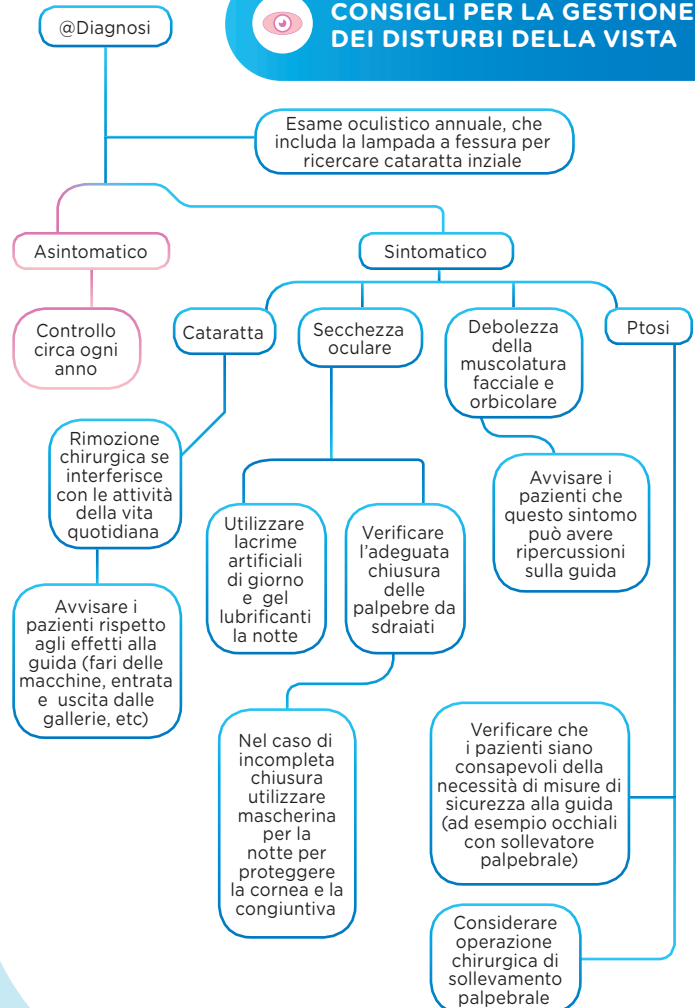 CONSIGLI PER LA GESTIONE
DEI DISTURBI DELLA VISTA
@Diagnosi
Esame oculistico annuale, che
includa la lampada a fessura per
ricercare cataratta inziale
Asintomatico
Sintomatico
Controllo
circa ogni
anno
Cataratta
Secchezza
oculare
Debolezza
della
muscolatura
facciale e
orbicolare
Ptosi
Rimozione
chirurgica se
interferisce
con le attività
della vita
quotidiana
Avvisare i
pazienti rispetto
agli effetti alla
guida (fari delle
macchine, entrata
e uscita dalle
gallerie, etc)
Utilizzare
lacrime
artificiali
di giorno
e gel
lubrificanti
la notte
Verificare
l'adeguata
chiusura
delle
palpebre da
sdraiati
Avvisare i
pazienti che
questo sintomo
può avere
ripercussioni
sulla guida
Nel caso di
incompleta
chiusura
utilizzare
mascherina
per la
notte per
proteggere
la cornea e la
congiuntiva
Verificare che
i pazienti siano
consapevoli della
necessità di misure di
sicurezza alla guida
(ad esempio occhiali
con sollevatore
palpebrale)
Considerare
operazione
chirurgica di
sollevamento
palpebrale